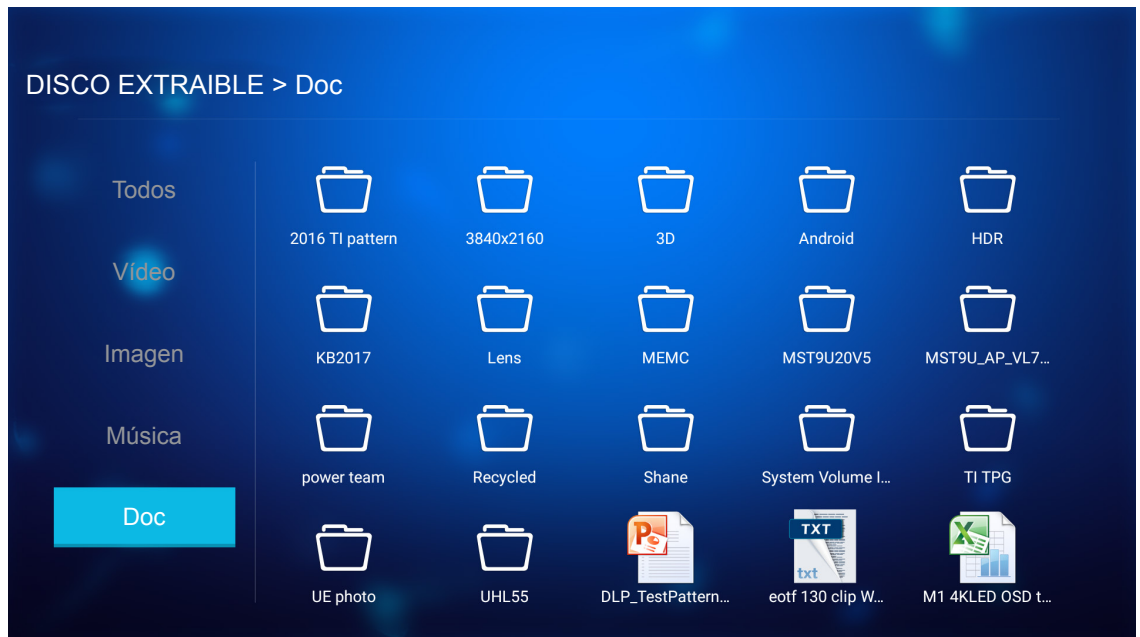 DISCO EXTRAIBLE > Doc
Todos
Vídeo
Imagen
Música
Doc
2016 TI pattern
3840x2160
3D
Android
HDR
KB2017
Lens
MEMC
MST9U20V5
MST9U_AP_VL7...
power team
Recycled
Shane
System Volume I...
TI TPG
UE photo
UHL55
P
DLP_TestPattern...
TXT
txt
eotf 130 clip W...
X
M1 4KLED OSD t...